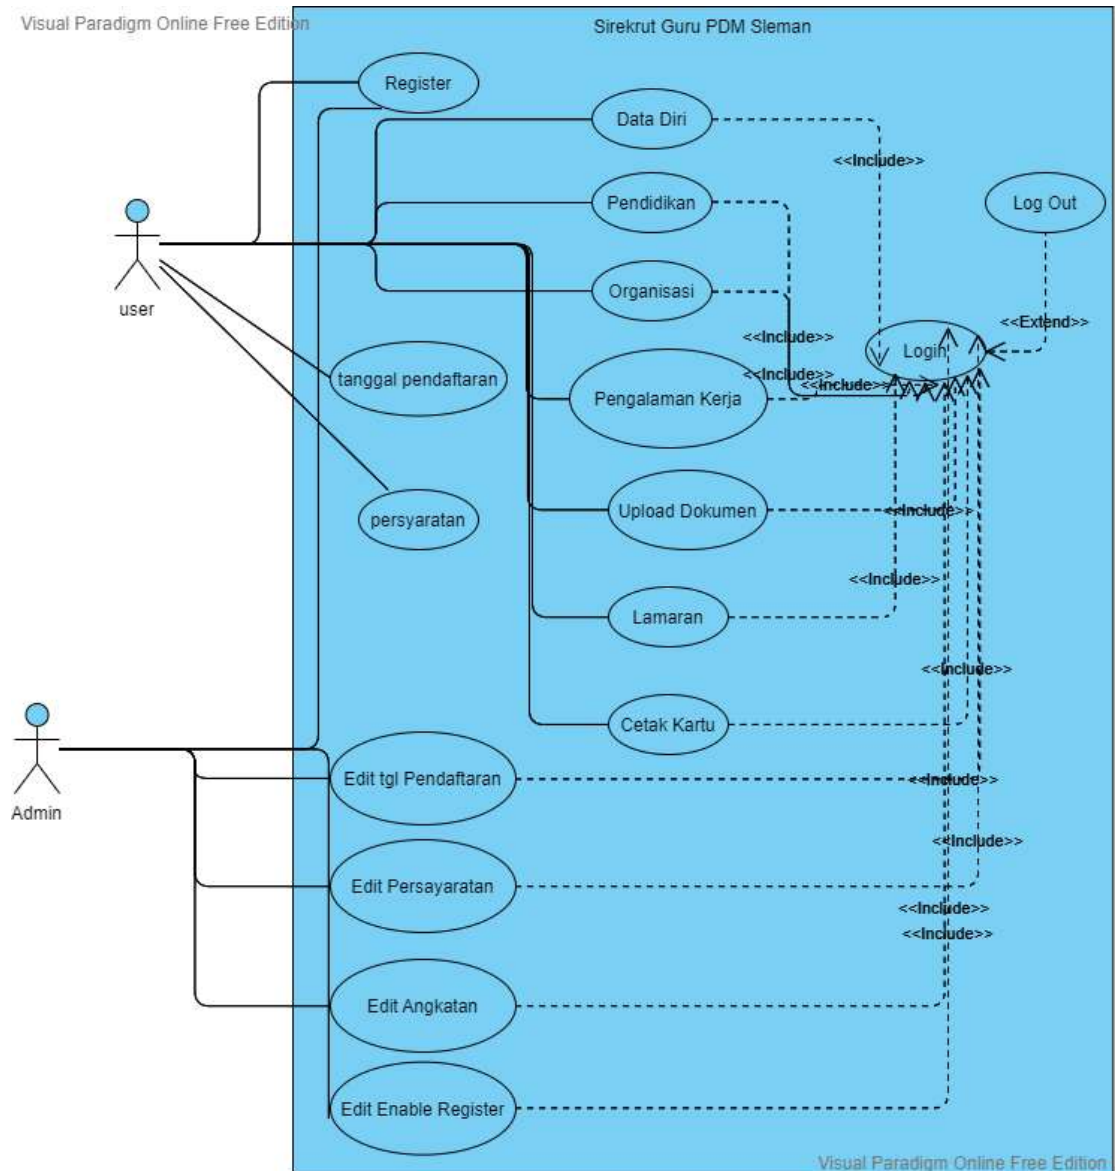 Visual Paradigm Online Free Edition
Sirekrut Guru PDM Sleman
Register
Data Diri
<<Include>>
Pendidikan
Log Out
user
Organisasi
<<Extend>>
<<Include>>
Login
tanggal pendaftaran
<<Include>>
<<Include>>
Pengalaman Kerja
Upload Dokumen
<<Include>>
persyaratan
<<Include>>
Lamaran
<<Include>>
Cetak Kartu
Edit tgl Pendaftaran
<<Include>>
Admin
<<Include>>
Edit Persayaratan
<<Include>>
<<Include>>
Edit Angkatan
Edit Enable Register
Visual Paradigm Online Free Edition